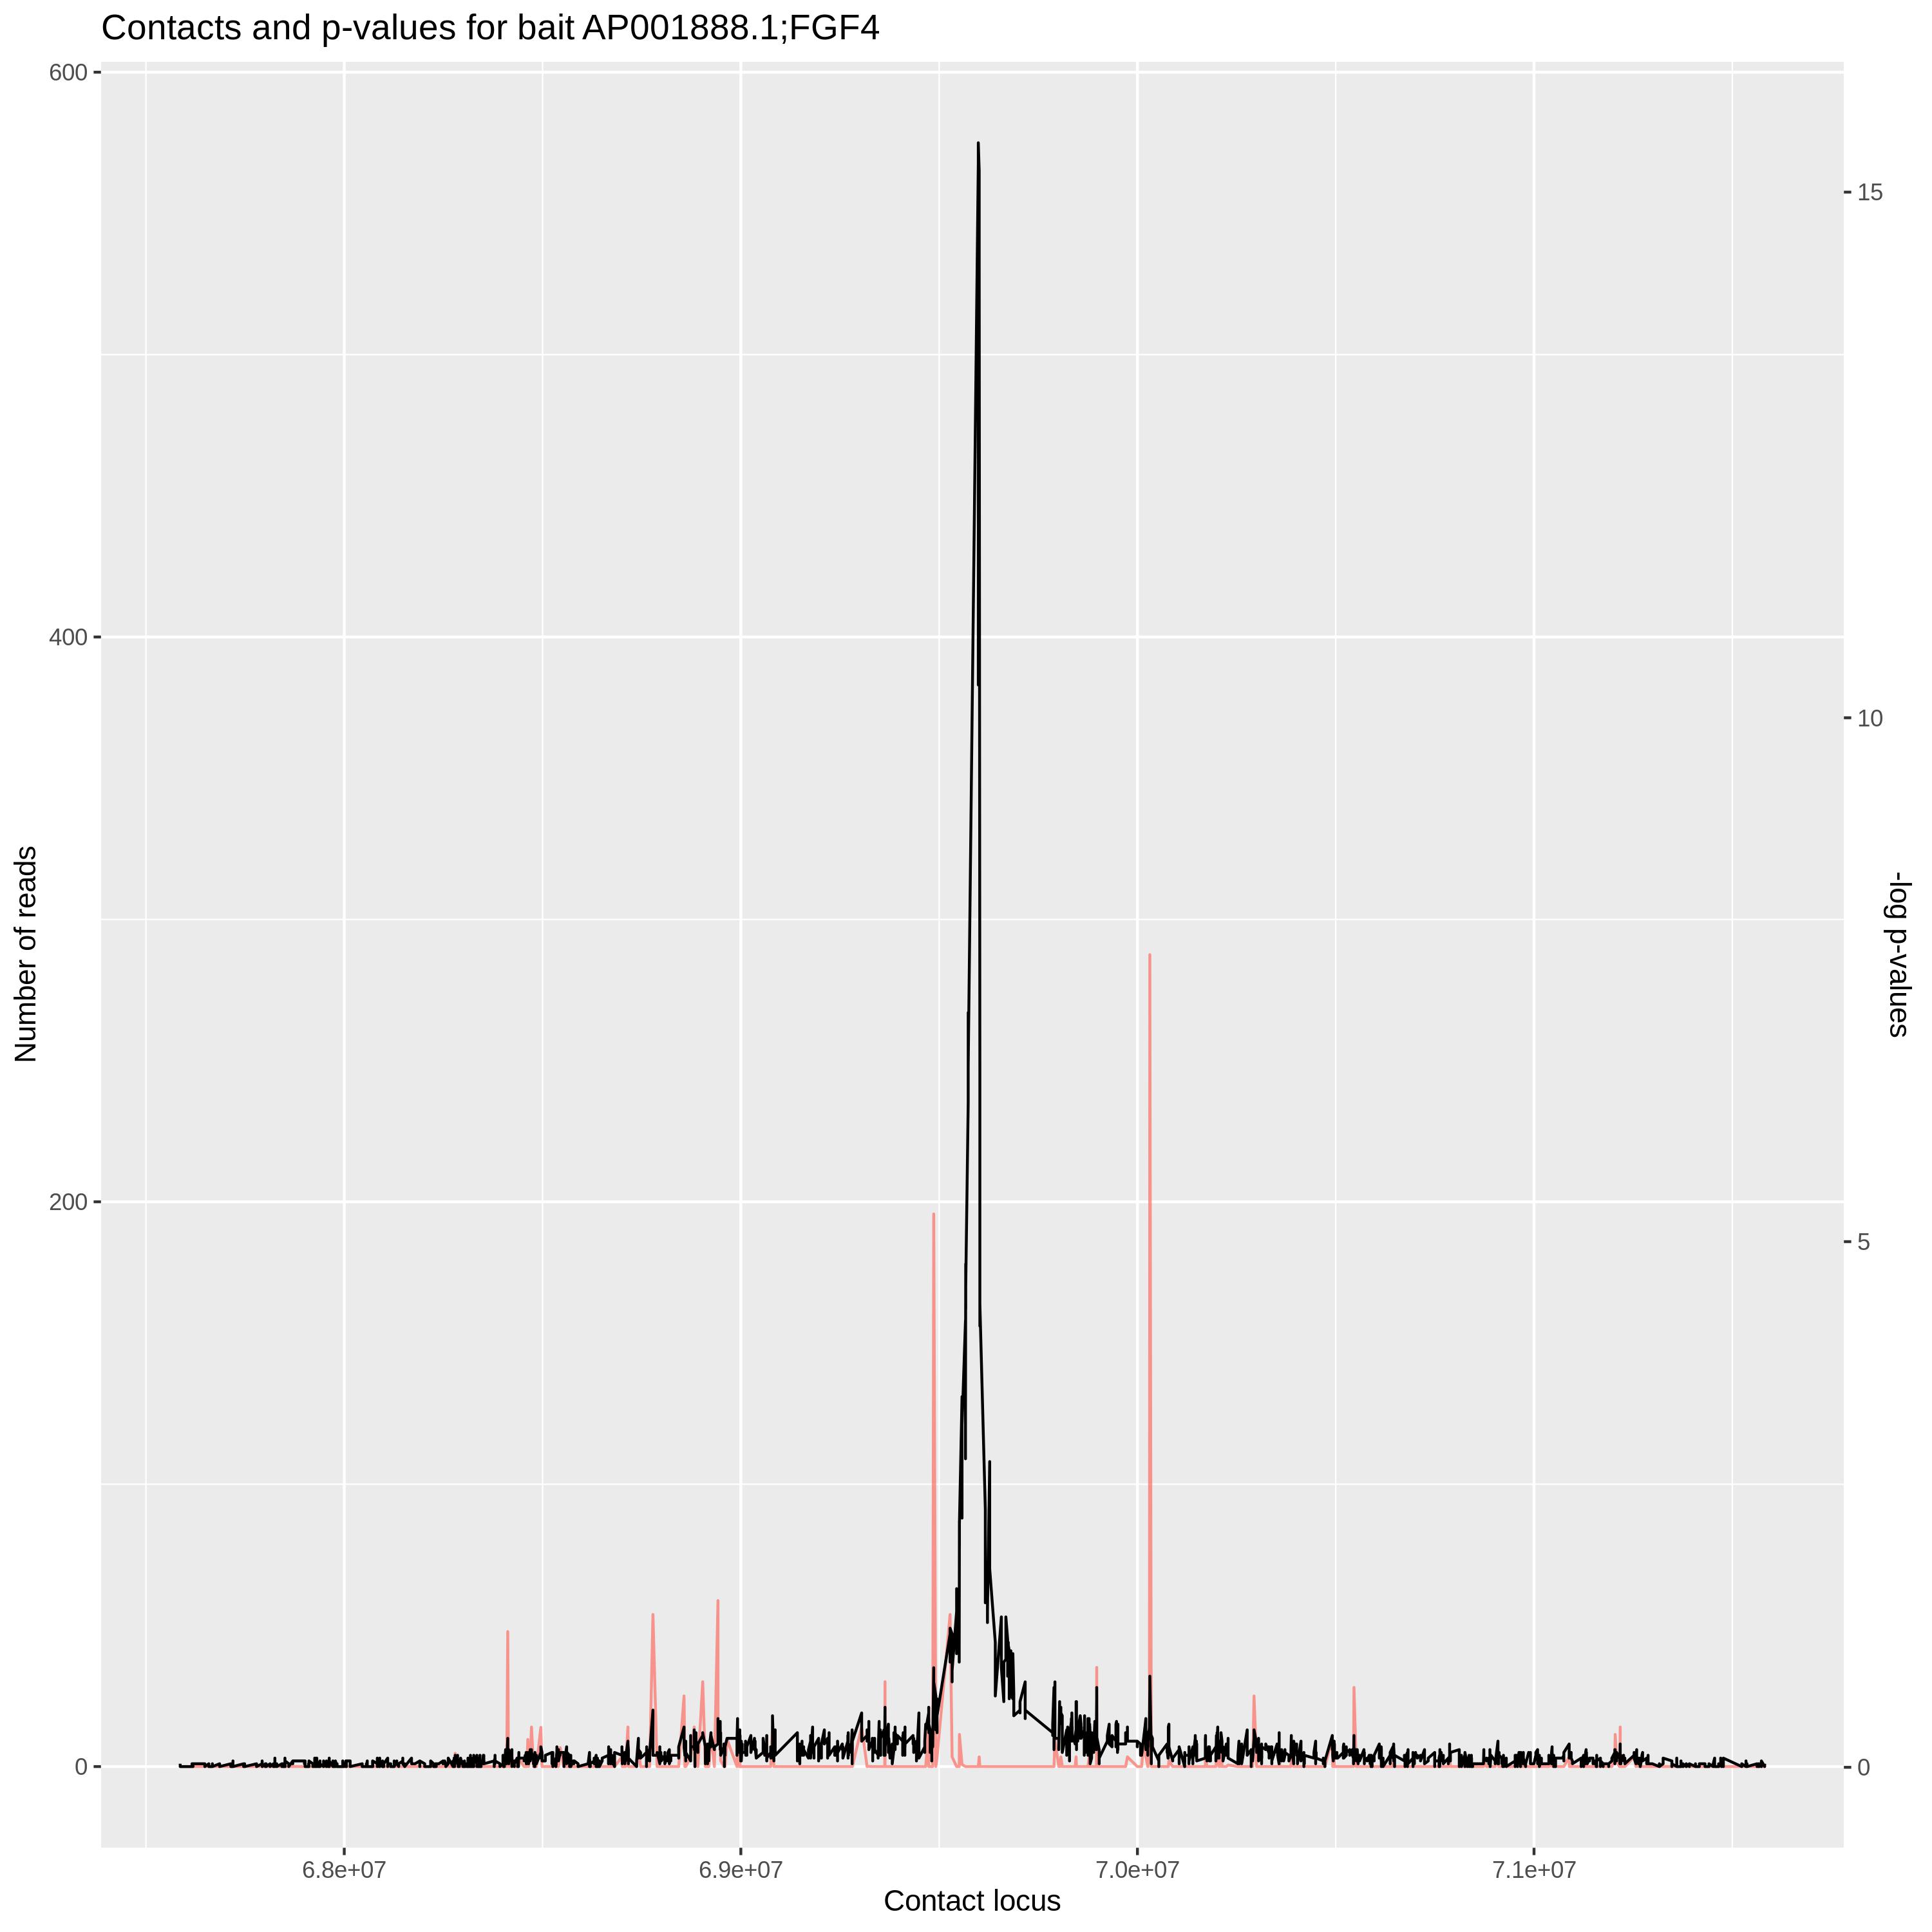 Contacts and p-values for bait AP001888.1;FGF4
600
400
200
0
Number of reads
15
10
5
0
-log p-values
6.8e+07
6.9e+07
7.0e+07
7.1e+07
Contact locus